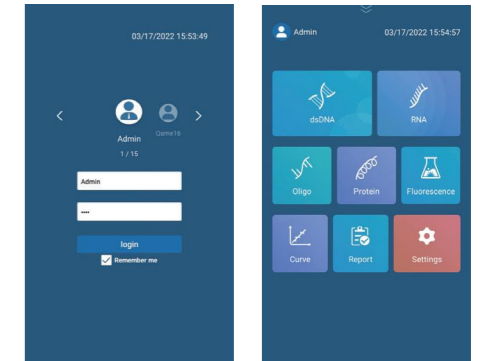 03/17/2022 15:53:49
Admin
Qume16
1 / 15
Admin
••••
login
Remember me
Admin
03/17/2022 15:54:57
dsDNA
RNA
Oligo
Protein
Fluorescence
Curve
Report
Settings